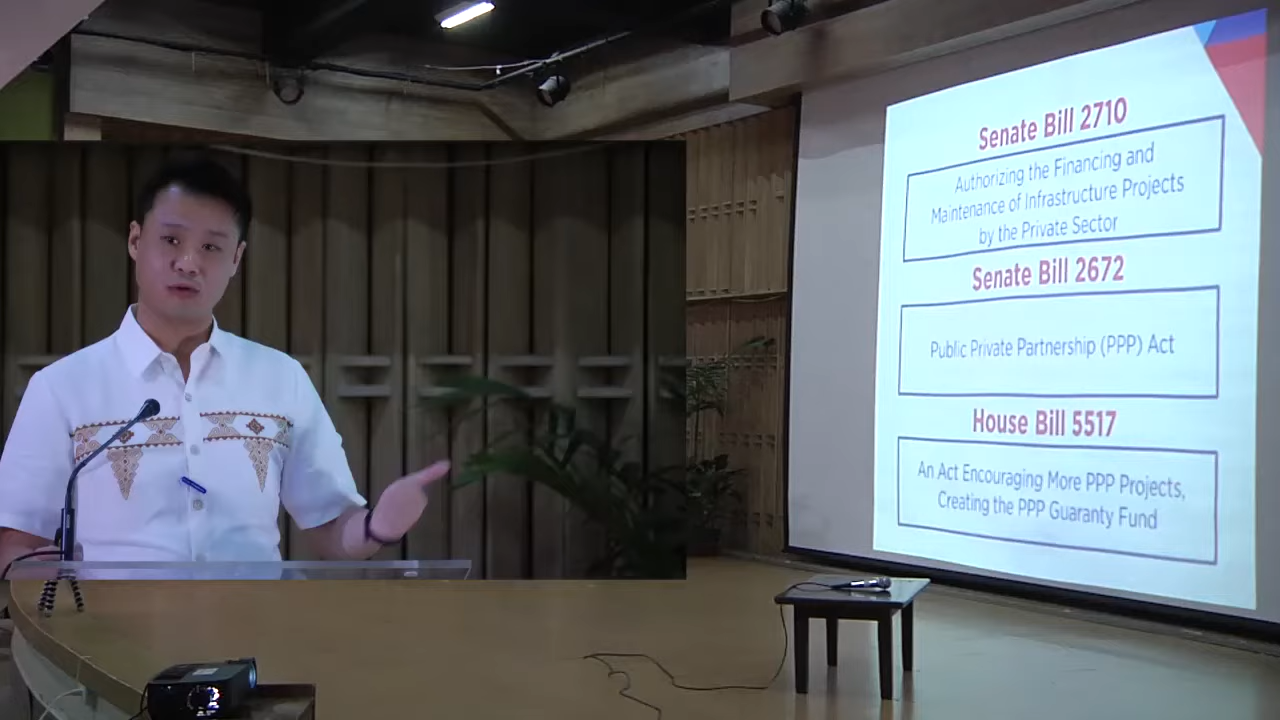 Senate Bill 2710
Authorizing the Financing and
Maintenance of Infrastructure Projects
by the Private Sector
Senate Bill 2672
Public Private Partnership (PPP) Act
House Bill 5517
An Act Encouraging More PPP Projects,
Creating the PPP Guaranty Fund